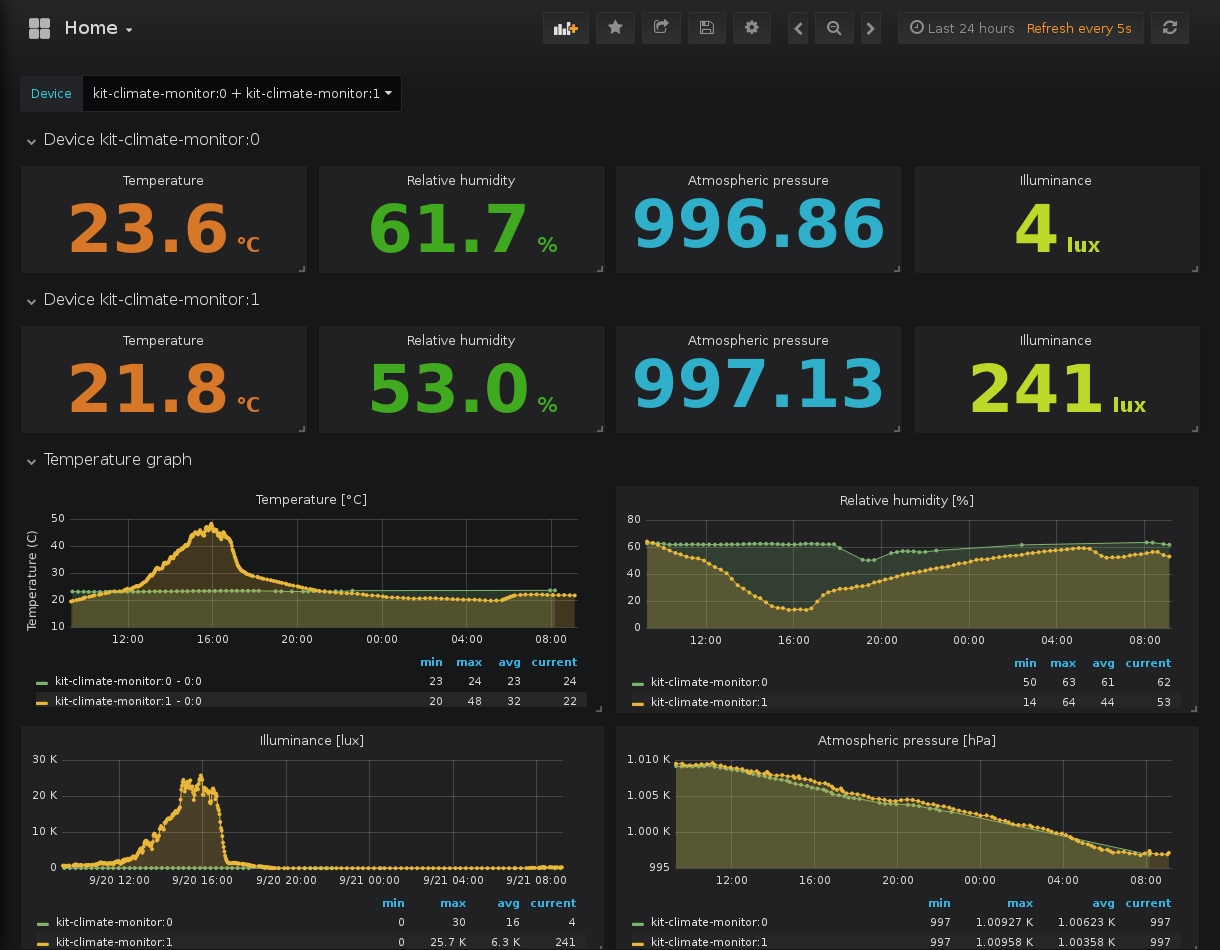 Home
Last 24 hours Refresh every 5s
Device kit-climate-monitor:0 + kit-climate-monitor:1
Device kit-climate-monitor:0
Temperature Relative humidity Atmospheric pressure Illuminance
23.6 °C 61.7 % 996.86 4 lux
Device kit-climate-monitor:1
Temperature Relative humidity Atmospheric pressure Illuminance
21.8 °C 53.0 % 997.13 241 lux
Temperature graph
Temperature [°C]
Temperature (C)
50
40
30
20
10
12:00 16:00 20:00 00:00 04:00 08:00
min max avg current
kit-climate-monitor:0 - 0:0 23 24 23 24
kit-climate-monitor:1 - 0:0 20 48 32 22
Relative humidity [%]
80
60
40
20
0
12:00 16:00 20:00 00:00 04:00 08:00
min max avg current
kit-climate-monitor:0 50 63 61 62
kit-climate-monitor:1 14 64 44 53
Illuminance [lux]
30 K
20 K
10 K
0
9/20 12:00 9/20 16:00 9/20 20:00 9/21 00:00 9/21 04:00 9/21 08:00
min max avg current
kit-climate-monitor:0 0 30 16 4
kit-climate-monitor:1 0 25.7 K 6.3 K 241
Atmospheric pressure [hPa]
1.010 K
1.005 K
1.000 K
995
12:00 16:00 20:00 00:00 04:00 08:00
min max avg current
kit-climate-monitor:0 997 1.00927 K 1.00623 K 997
kit-climate-monitor:1 997 1.00958 K 1.00358 K 997